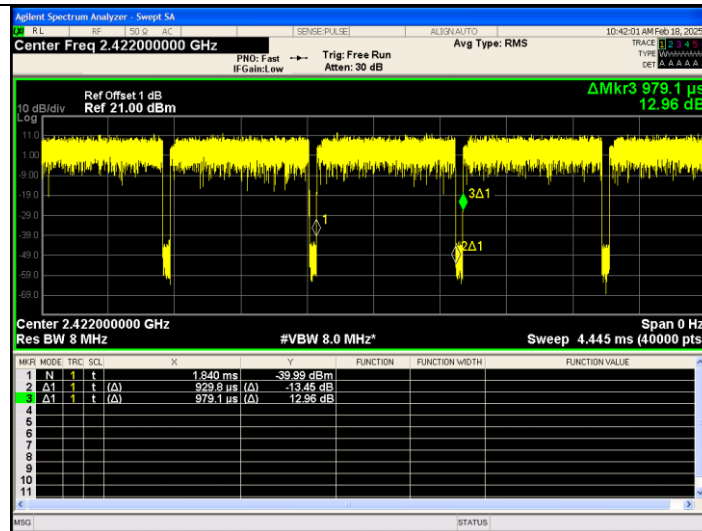 Agilent Spectrum Analyzer - Swept SA
RL RF 50 Ω AC SENSE:PULSE ALIGN AUTO 10:42:01 AM Feb 18, 2025
Center Freq 2.422000000 GHz Avg Type: RMS TRACE 1 2 3 4 5
PNO: Fast Trig: Free Run TYPE
IFGain:Low Atten: 30 dB DET A A A A A
ΔMkr3 979.1 µs
12.96 dB
Ref Offset 1 dB
10 dB/div Ref 21.00 dBm
Log
11.0
1.00
-9.00
-19.0
3Δ1
-29.0
1
-39.0
2Δ1
-49.0
-59.0
-69.0
Center 2.422000000 GHz Span 0 Hz
Res BW 8 MHz #VBW 8.0 MHz* Sweep 4.445 ms (40000 pts
MKR MODE TRC SCL X Y FUNCTION FUNCTION WIDTH FUNCTION VALUE
1 N 1 t 1.840 ms -39.99 dBm
2 Δ1 1 t (Δ) 929.8 µs (Δ) -13.45 dB
3 Δ1 1 t (Δ) 979.1 µs (Δ) 12.96 dB
4
5
6
7
8
9
10
11
MSG STATUS